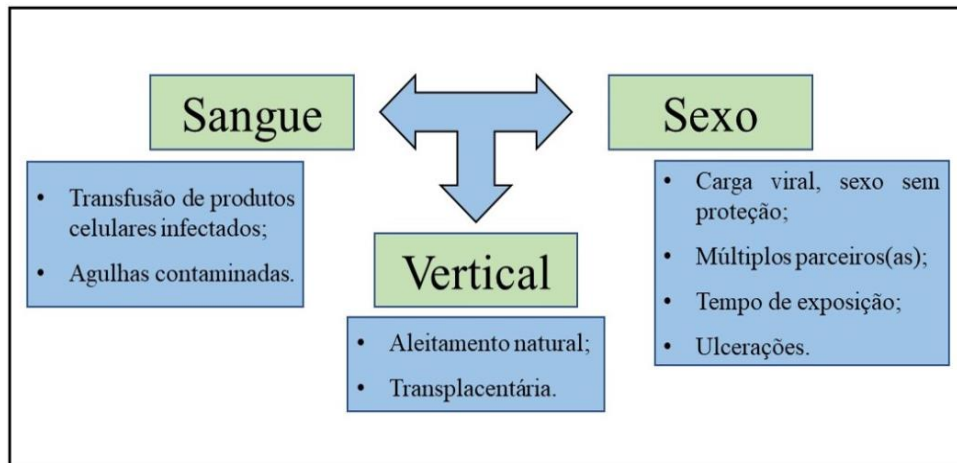 Sangue
• Transfusão de produtos
celulares infectados;
• Agulhas contaminadas.
Vertical
• Aleitamento natural;
• Transplacentária.
Sexo
• Carga viral, sexo sem
proteção;
• Múltiplos parceiros(as);
• Tempo de exposição;
• Ulcerações.